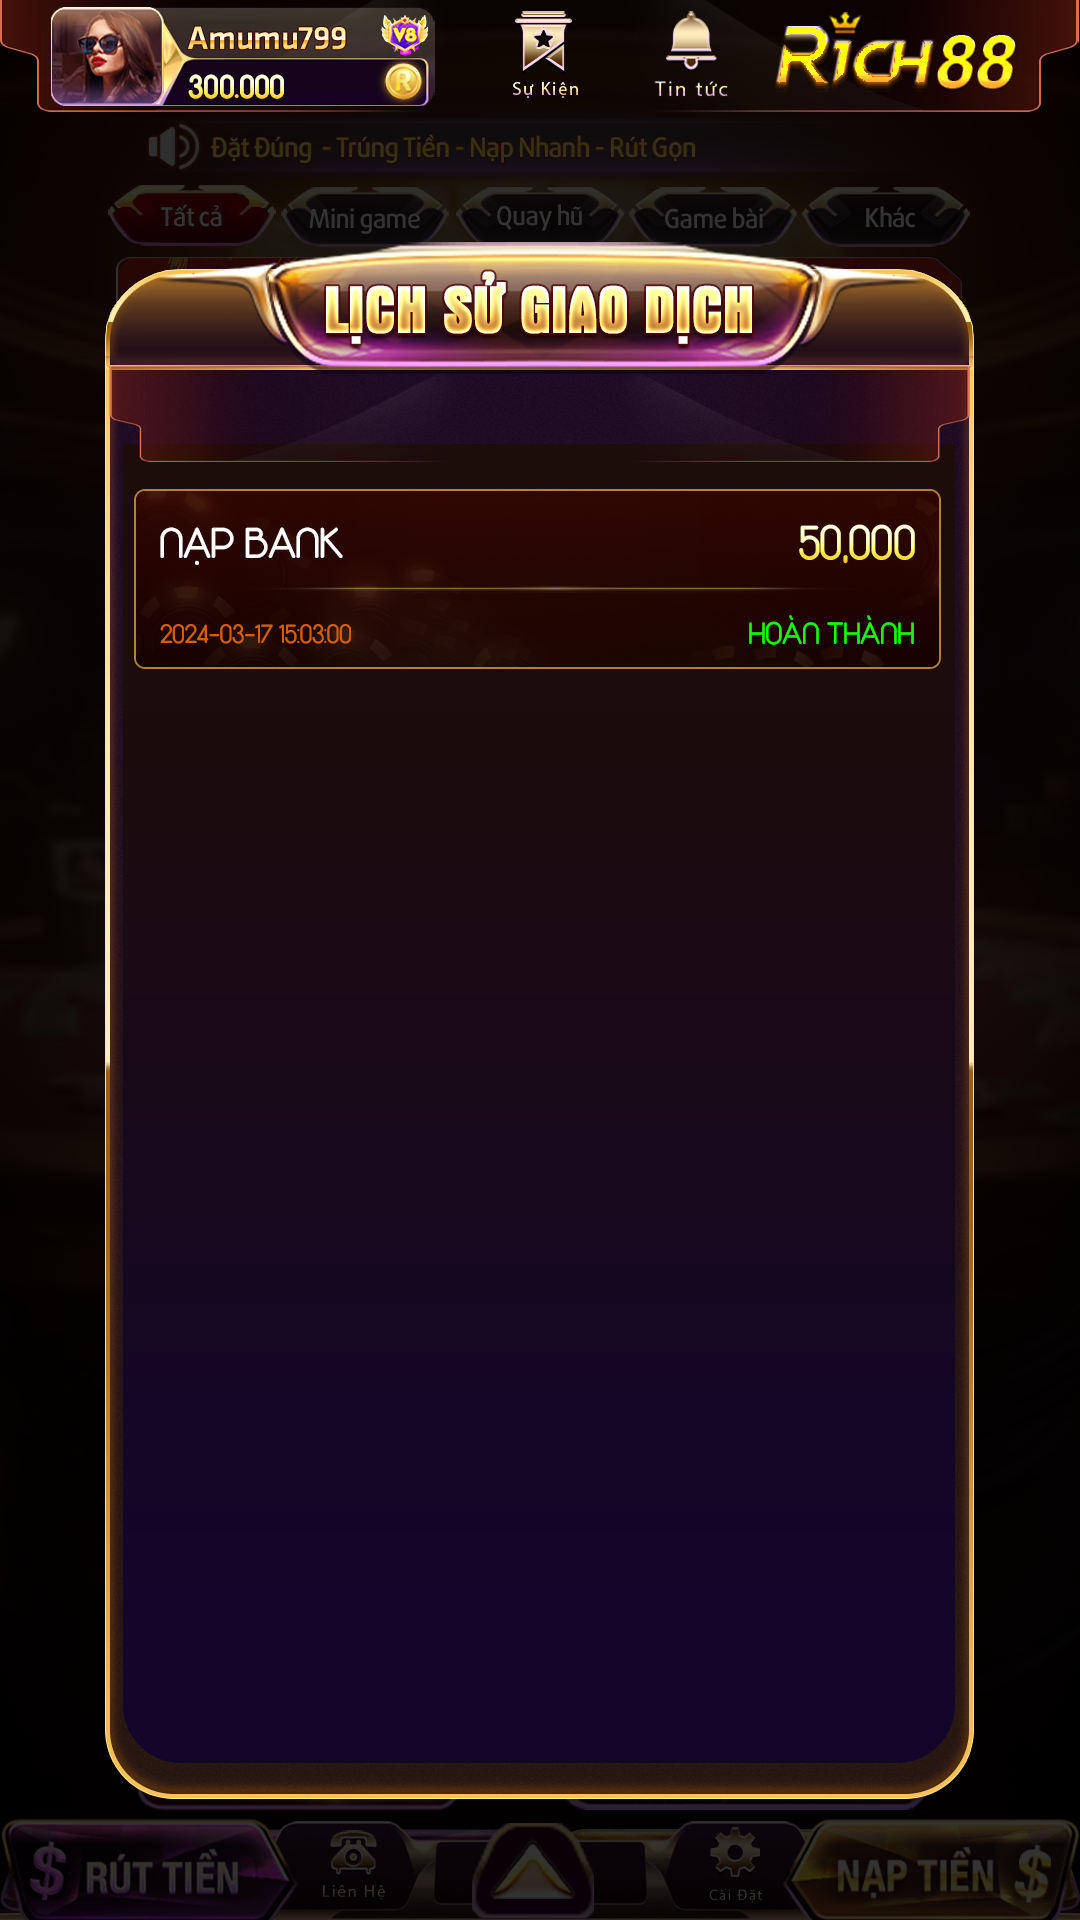 Amumu799
V8
300.000
R
Sự Kiện
Tin tức
RICH88
Đặt Đúng - Trúng Tiền - Nạp Nhanh - Rút Gọn
Tất cả
Mini game
Quay hũ
Game bài
Khác
LỊCH SỬ GIAO DỊCH
NẠP BANK
50,000
2024-03-17 15:03:00
HOÀN THÀNH
$ RÚT TIỀN
Liên Hệ
Cài Đặt
NẠP TIỀN $